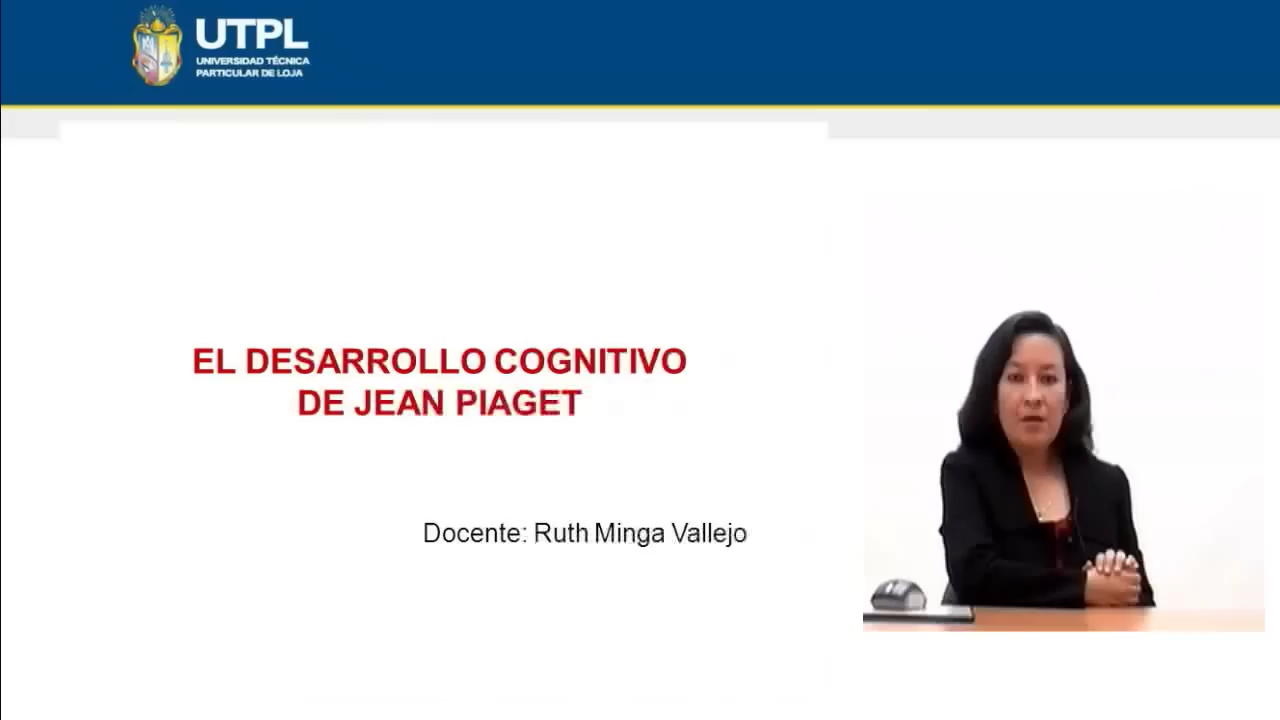 UTPL
UNIVERSIDAD TÉCNICA
PARTICULAR DE LOJA
EL DESARROLLO COGNITIVO
DE JEAN PIAGET
Docente: Ruth Minga Vallejo